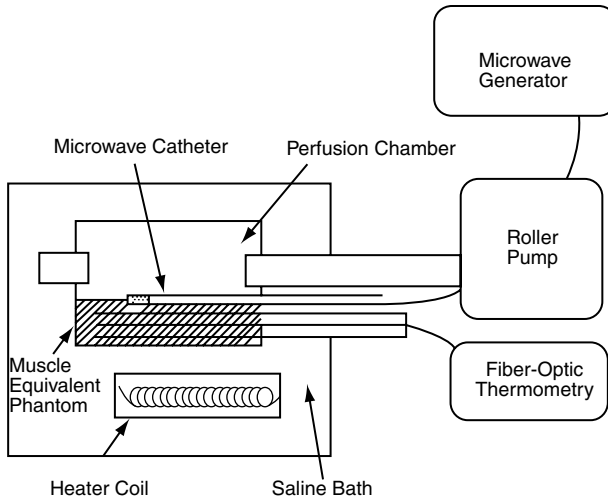 Microwave
Generator
Microwave Catheter
Perfusion Chamber
Roller
Pump
Muscle
Equivalent
Phantom
Fiber-Optic
Thermometry
Heater Coil
Saline Bath